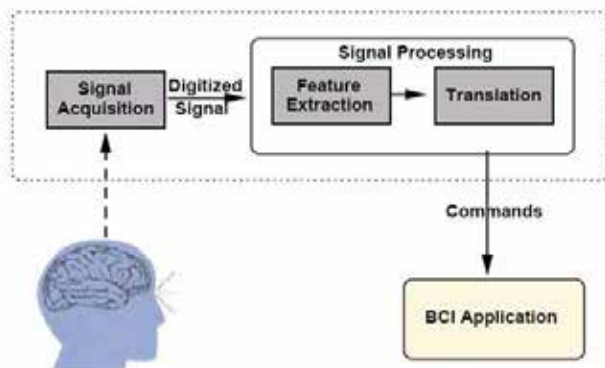 Signal Processing
Signal
Acquisition
Digitized
Signal
Feature
Extraction
Translation
Commands
BCI Application